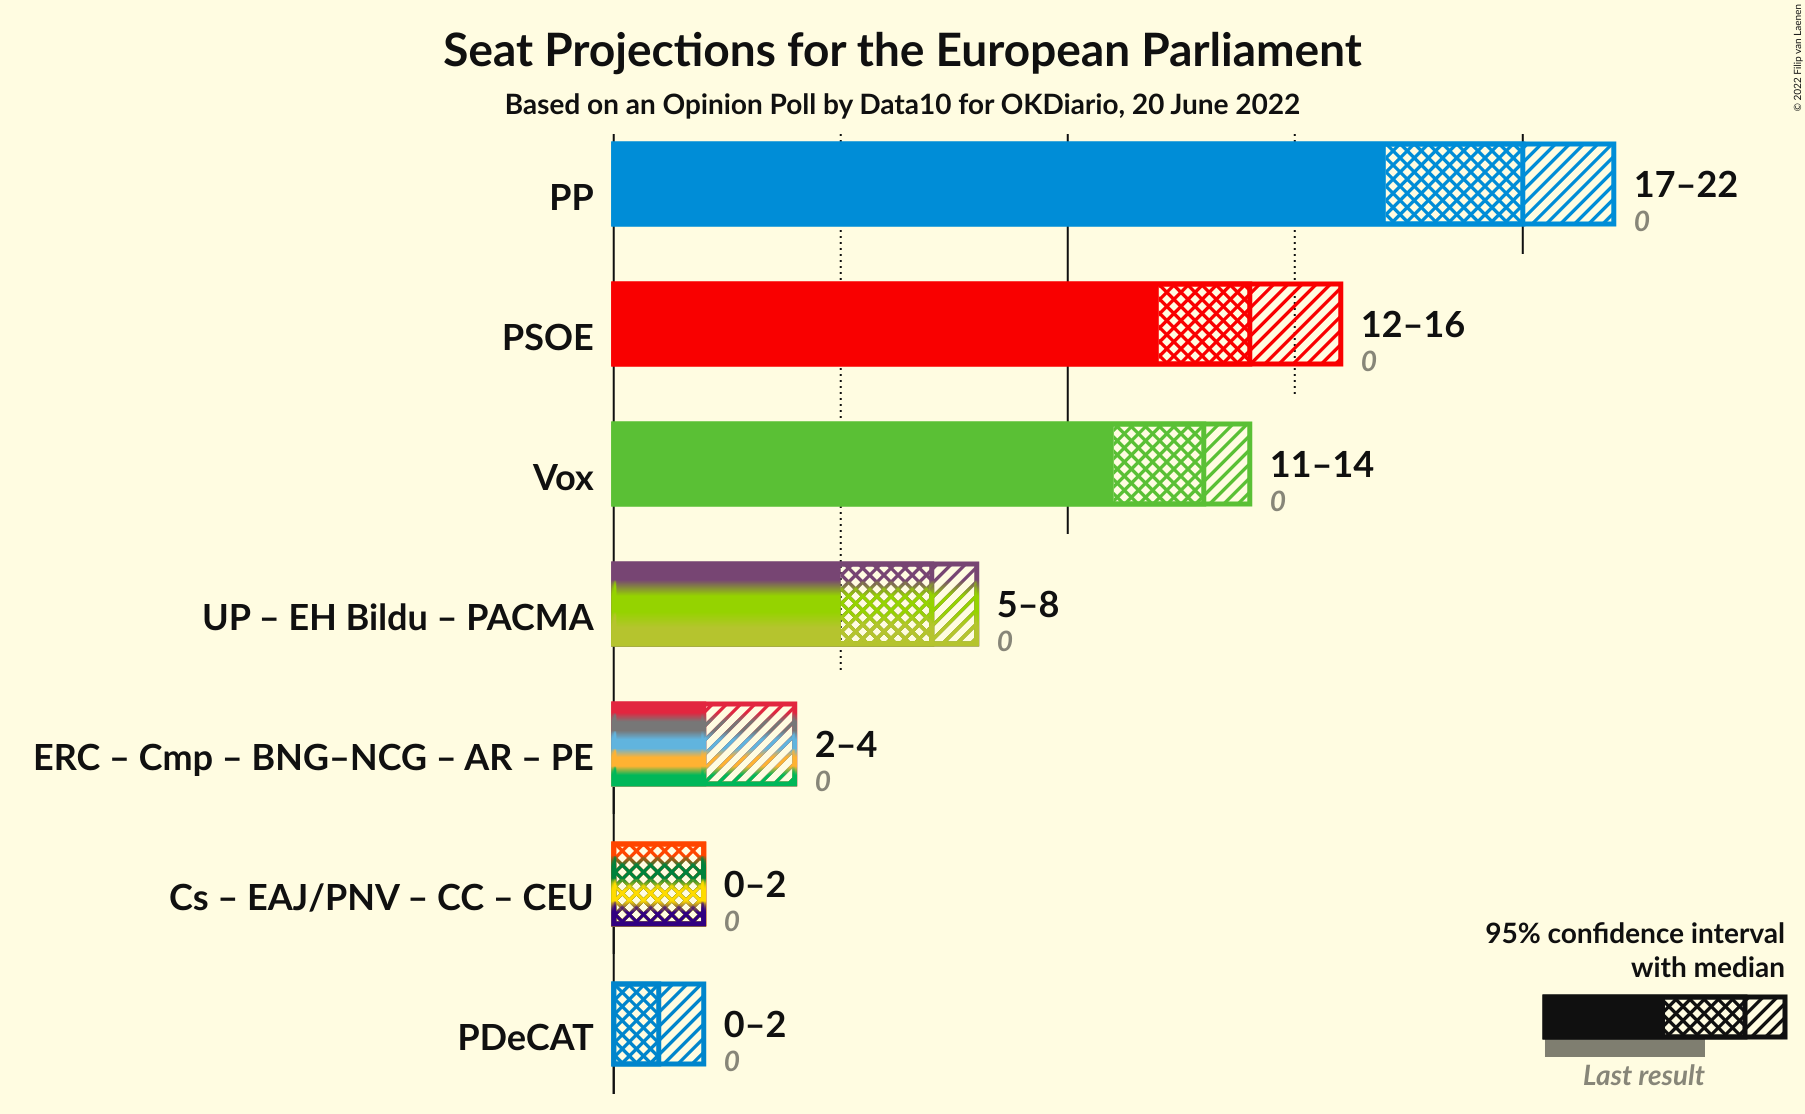 Seat Projections for the European Parliament
Based on an Opinion Poll by Data10 for OKDiario, 20 June 2022
© 2022 Filip van Laenen
PP
17–22
0
PSOE
12–16
0
Vox
11–14
0
UP – EH Bildu – PACMA
5–8
0
ERC – Cmp – BNG–NCG – AR – PE
2–4
0
Cs – EAJ/PNV – CC – CEU
0–2
0
PDeCAT
0–2
0
95% confidence interval
with median
Last result